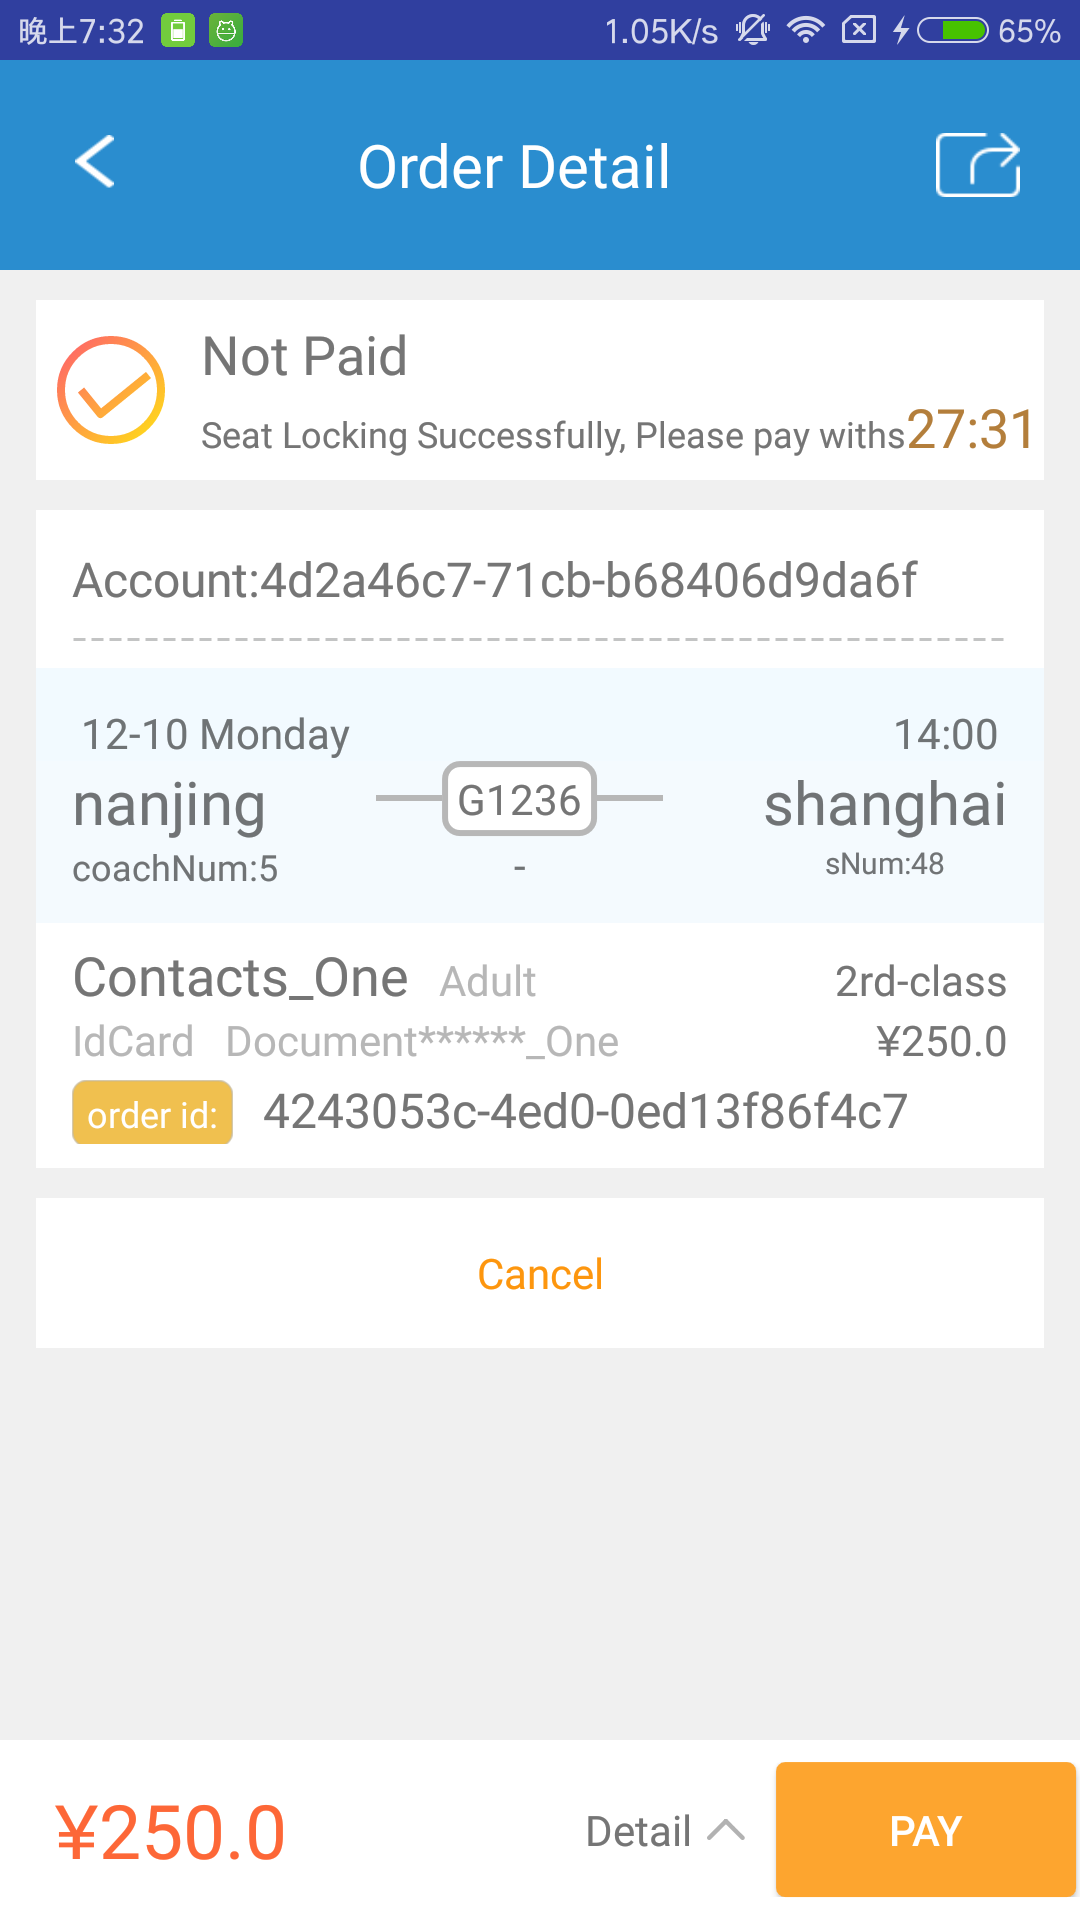 晚上7:32 1.05K/s 65%
Order Detail
Not Paid
Seat Locking Successfully, Please pay withs27:31
Account:4d2a46c7-71cb-b68406d9da6f
12-10 Monday 14:00
nanjing G1236 shanghai
coachNum:5 - sNum:48
Contacts_One Adult 2rd-class
IdCard Document******_One ¥250.0
order id: 4243053c-4ed0-0ed13f86f4c7
Cancel
¥250.0 Detail PAY